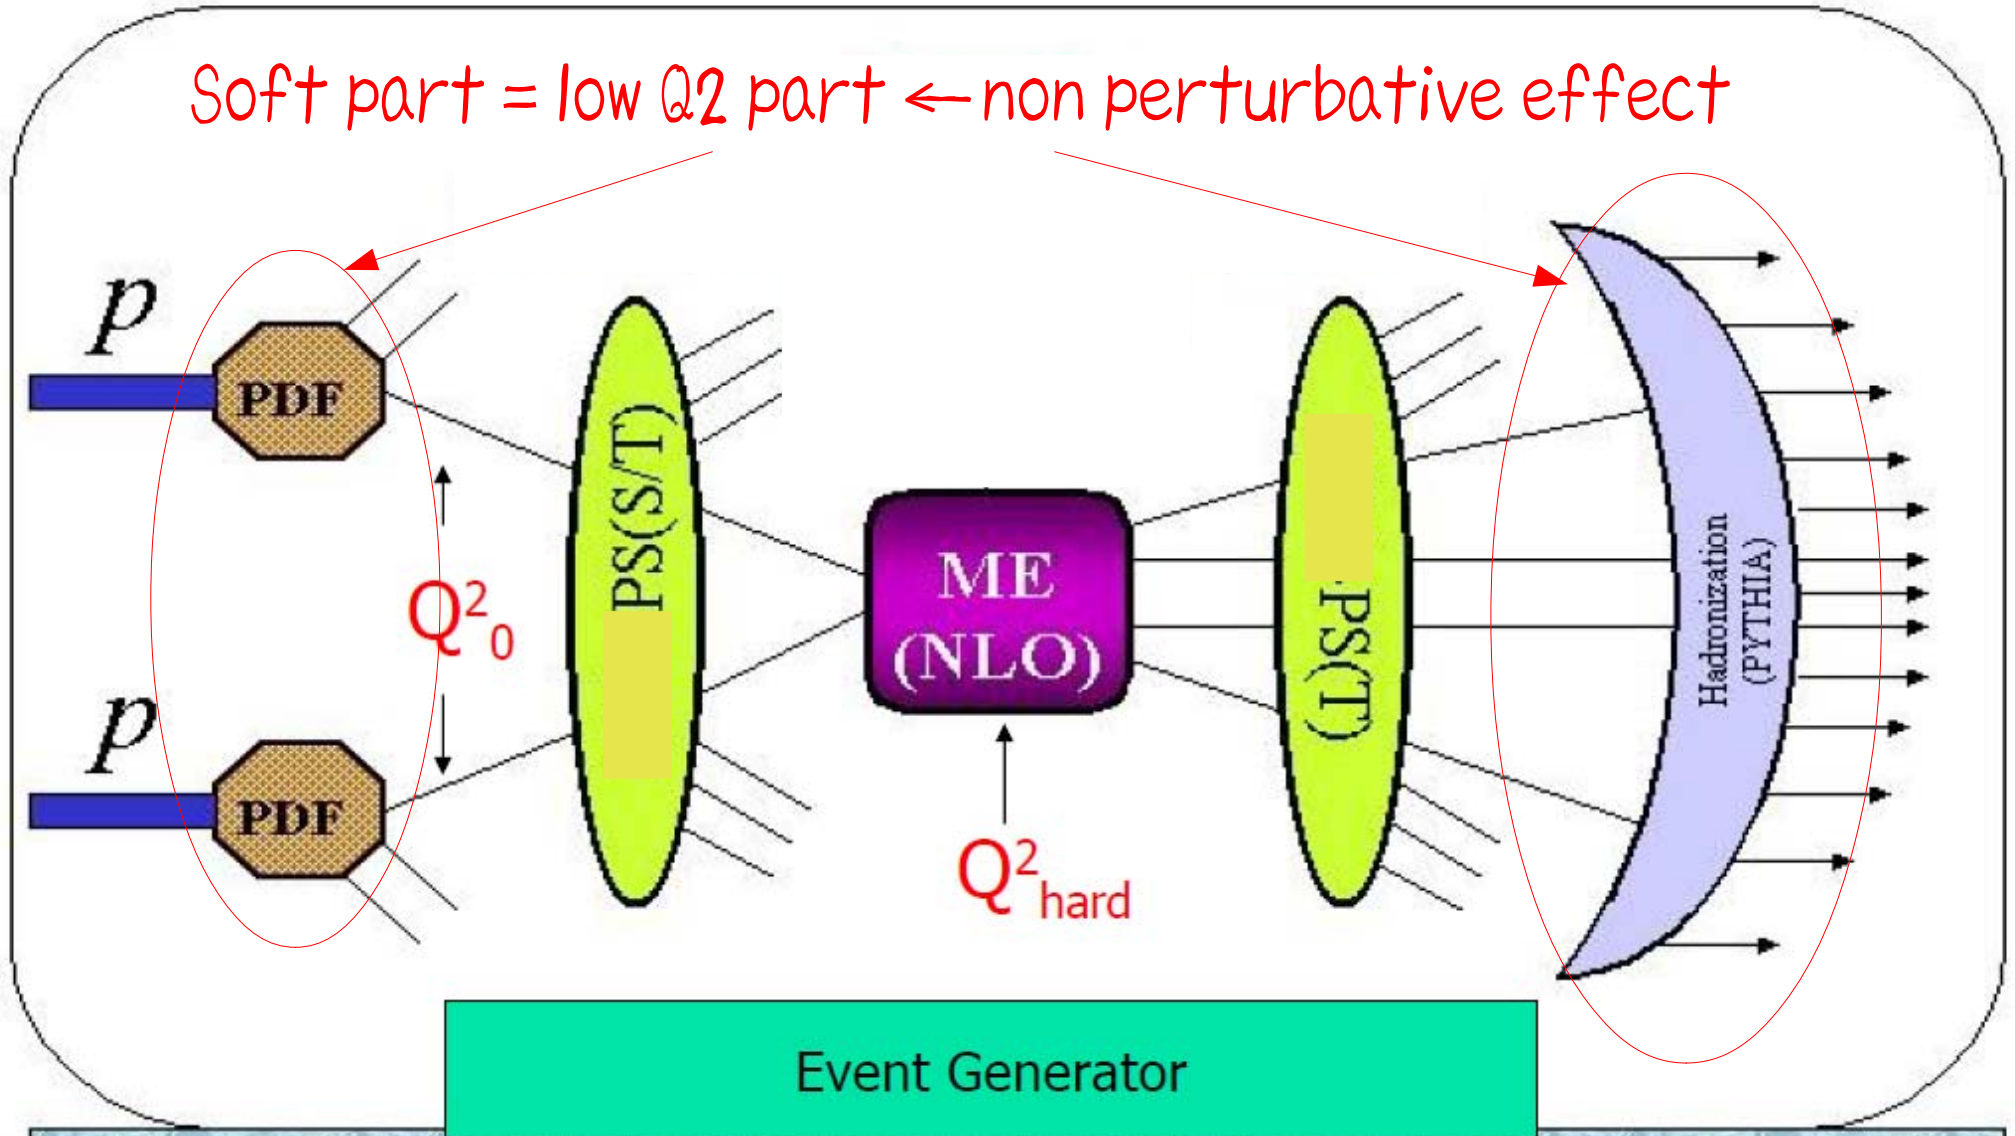 Soft part = low Q2 part ←non perturbative effect
p
PDF
PS(S/T)
Q²₀
ME
(NLO)
PS(T)
Hadronization
(PYTHIA)
p
PDF
Q²hard
Event Generator